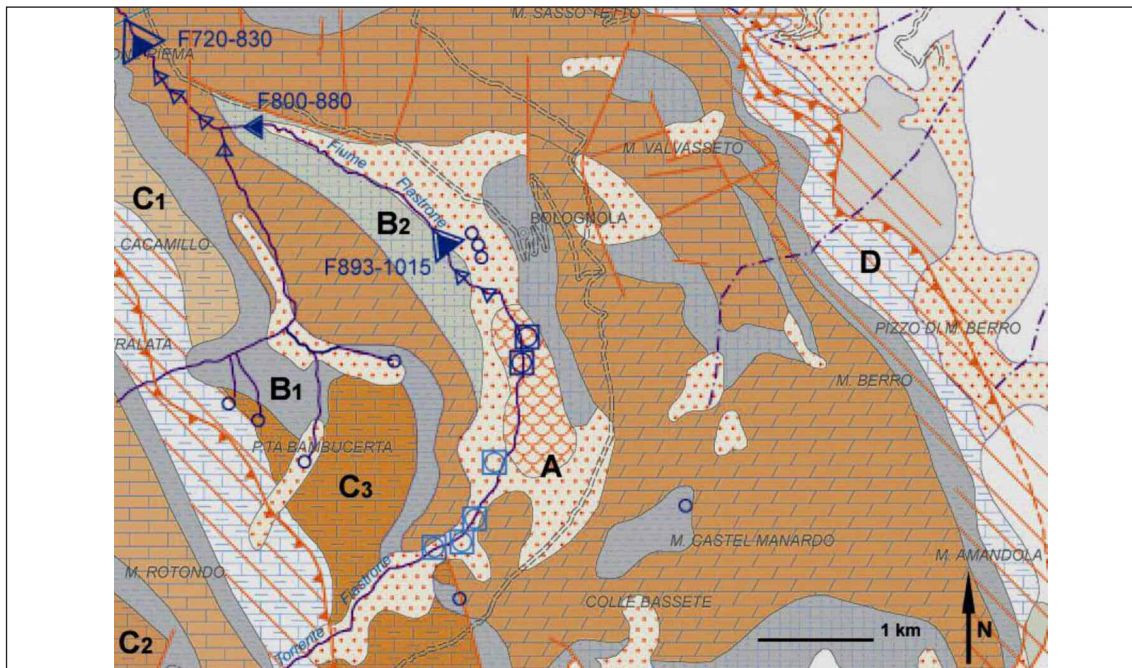 M. SASSO TETTO
F720-830
F800-880
M. VALVASSETO
Fiume
Fiastrone
C1
B2
BOLOGNOLA
CACAMILLO
F893-1015
D
PIZZO DI M. BERRO
M. BERRO
B1
P.TA BAMBUCERTA
A
C3
M. CASTEL MANARDO
M. AMANDOLA
M. ROTONDO
Fiastrone
COLLE BASSETE
C2
Torrente
1 km
N